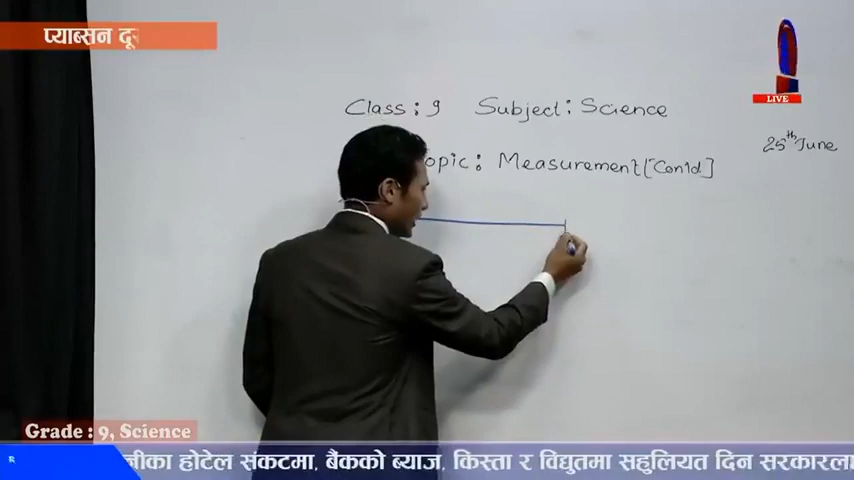 प्याब्सन
LIVE
Class : 9 Subject : Science
25th June
opic : Measurement [Cont'd]
Grade : 9, Science
नीका होटेल संकटमा, बैंकको ब्याज, किस्ता र विद्युतमा सहुलियत दिन सरकारला